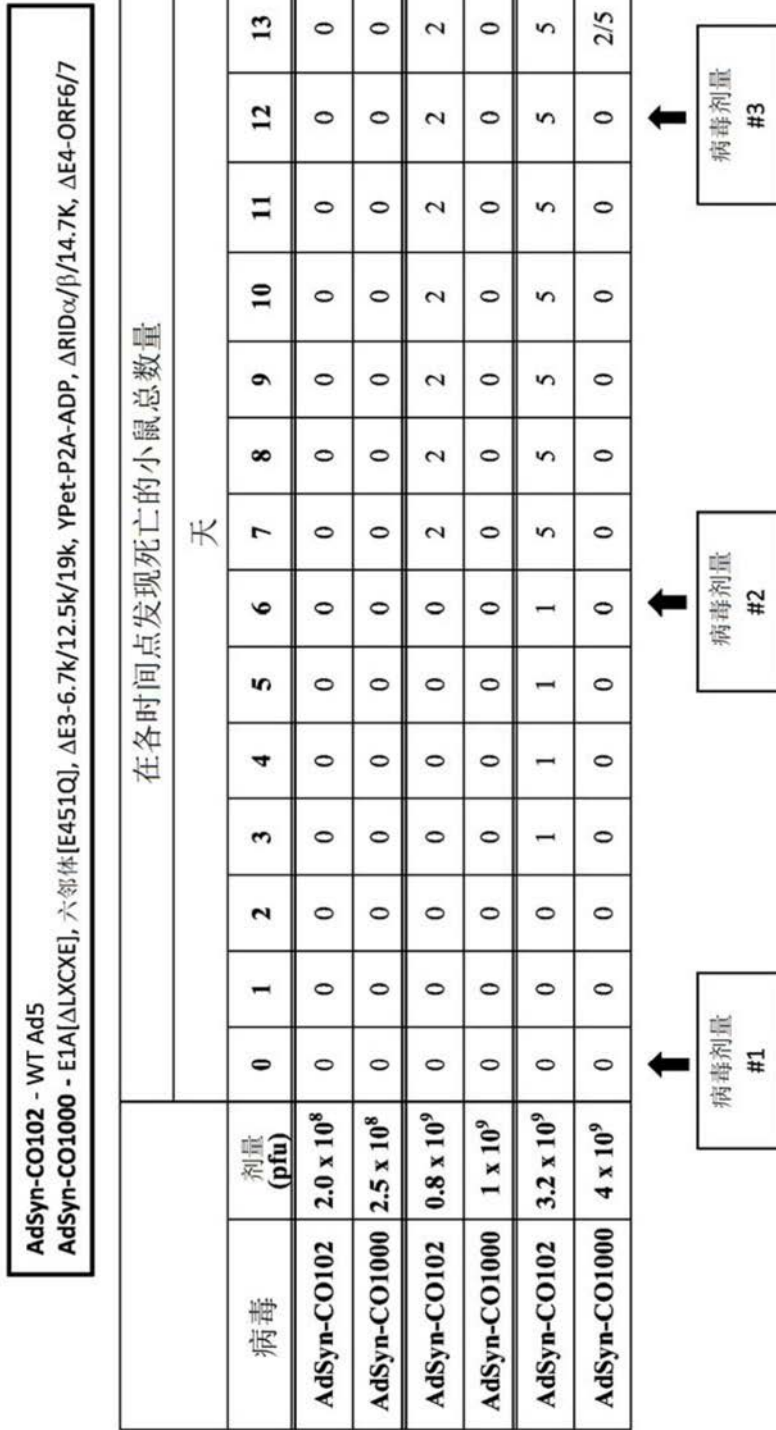 AdSyn-CO102 - WT Ad5
AdSyn-CO1000 - E1A[ΔLXCXE], 六邻体[E451Q], ΔE3-6.7k/12.5k/19k, YPet-P2A-ADP, ΔRIDα/β/14.7K, ΔE4-ORF6/7
在各时间点发现死亡的小鼠总数量
天
病毒 剂量 (pfu) 0 1 2 3 4 5 6 7 8 9 10 11 12 13
AdSyn-CO102 2.0 x 10⁸ 0 0 0 0 0 0 0 0 0 0 0 0 0 0
AdSyn-CO1000 2.5 x 10⁸ 0 0 0 0 0 0 0 0 0 0 0 0 0 0
AdSyn-CO102 0.8 x 10⁹ 0 0 0 0 0 0 0 2 2 2 2 2 2 2
AdSyn-CO1000 1 x 10⁹ 0 0 0 0 0 0 0 0 0 0 0 0 0 0
AdSyn-CO102 3.2 x 10⁹ 0 0 0 1 1 1 1 5 5 5 5 5 5 5
AdSyn-CO1000 4 x 10⁹ 0 0 0 0 0 0 0 0 0 0 0 0 0 2/5
病毒剂量
#1
病毒剂量
#2
病毒剂量
#3